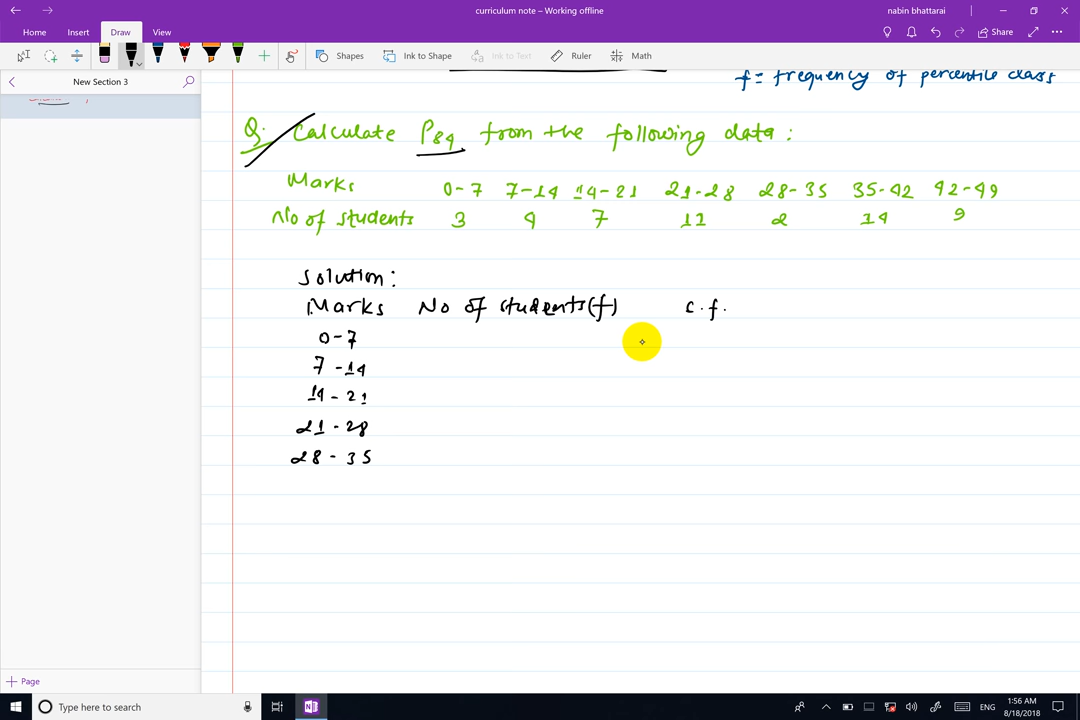 curriculum note – Working offline
nabin bhattarai
Home Insert Draw View
Share
Shapes Ink to Shape Ink to Text Ruler Math
New Section 3
f = frequency of percentile class
Q. Calculate P84 from the following data :
Marks 0-7 7-14 14-21 21-28 28-35 35-42 42-49
No of students 3 4 7 11 2 14 9
Solution :
Marks No of students (f) c.f.
0-7
7-14
14-21
21-28
28-35
Page
Type here to search
ENG
1:56 AM
8/18/2018